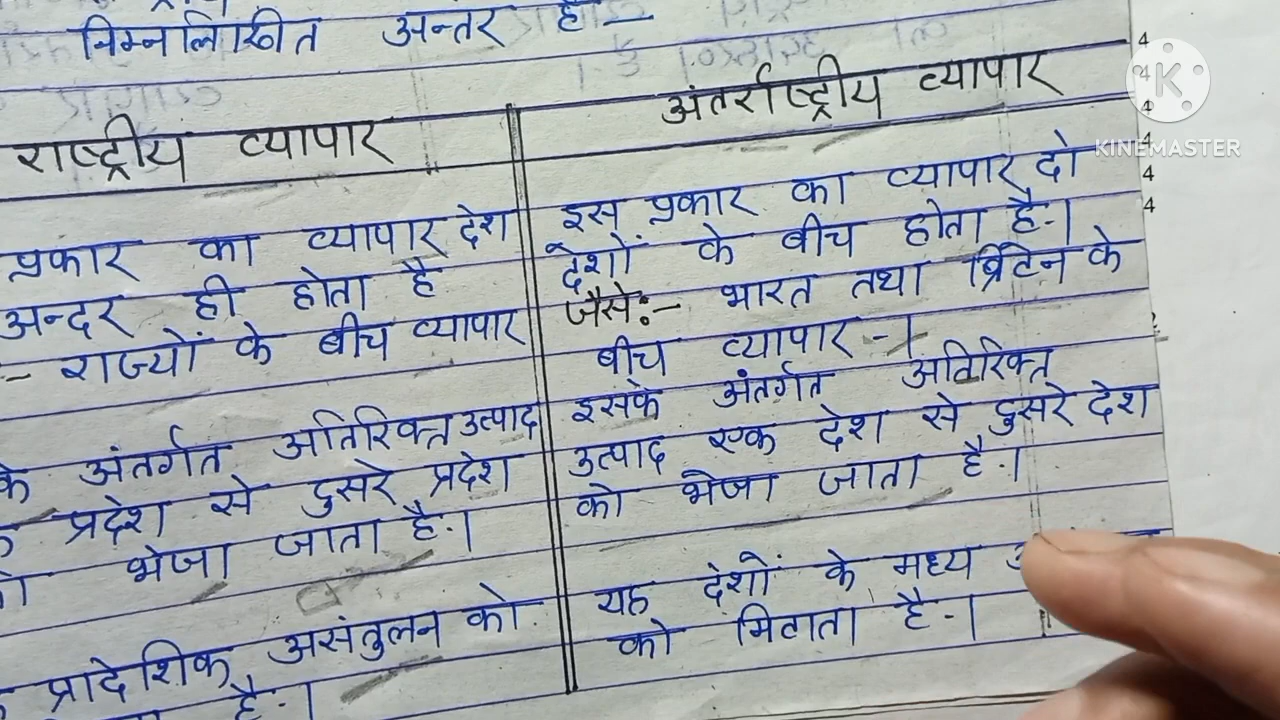 निम्नलिखित अन्तर है—
राष्ट्रीय व्यापार
प्रकार का व्यापार देश
अन्दर ही होता है
- राज्यों के बीच व्यापार
के अंतर्गत अतिरिक्त उत्पाद
प्रदेश से दुसरे प्रदेश
भेजा जाता है-।
प्रादेशिक असंतुलन को
है-।
अंतर्राष्ट्रीय व्यापार
इस प्रकार का व्यापार दो
देशों के बीच होता है-।
जैसे:- भारत तथा ब्रिटेन के
बीच व्यापार-।
इसके अंतर्गत अतिरिक्त
उत्पाद एक देश से दुसरे देश
को भेजा जाता है-।
यह देशों के मध्य
को मिटाता है-।
KINEMASTER